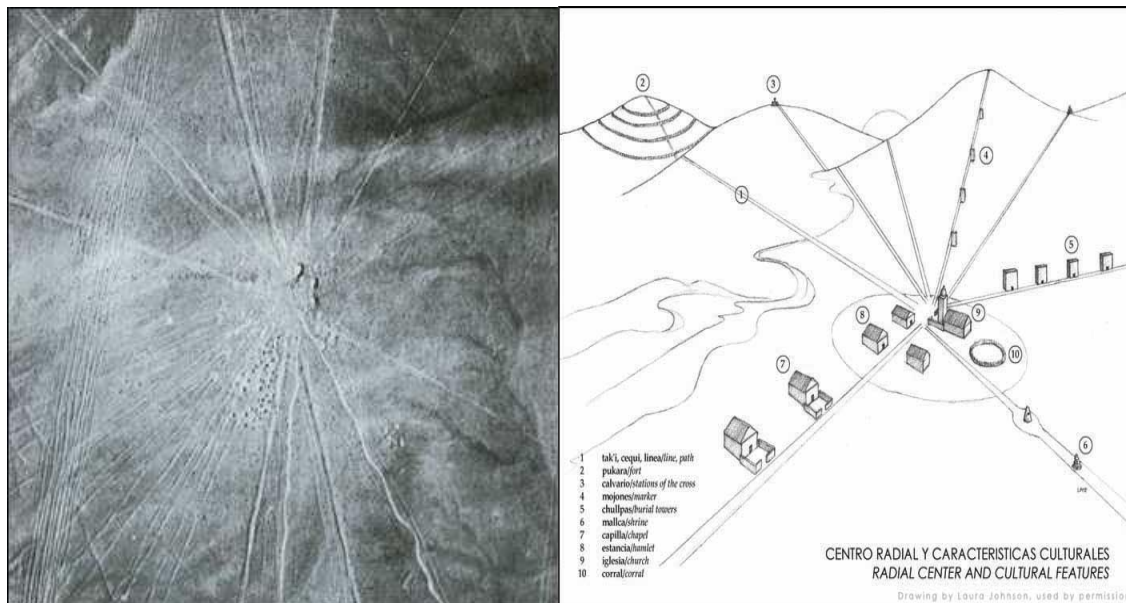 2
3
4
1
5
8
9
10
7
6
1 tak'i, cequi, linea/line, path
2 pukara/fort
3 calvario/stations of the cross
4 mojones/marker
5 chullpas/burial towers
6 mallca/shrine
7 capilla/chapel
8 estancia/hamlet
9 iglesia/church
10 corral/corral
CENTRO RADIAL Y CARACTERISTICAS CULTURALES
RADIAL CENTER AND CULTURAL FEATURES
Drawing by Laura Johnson, used by permission